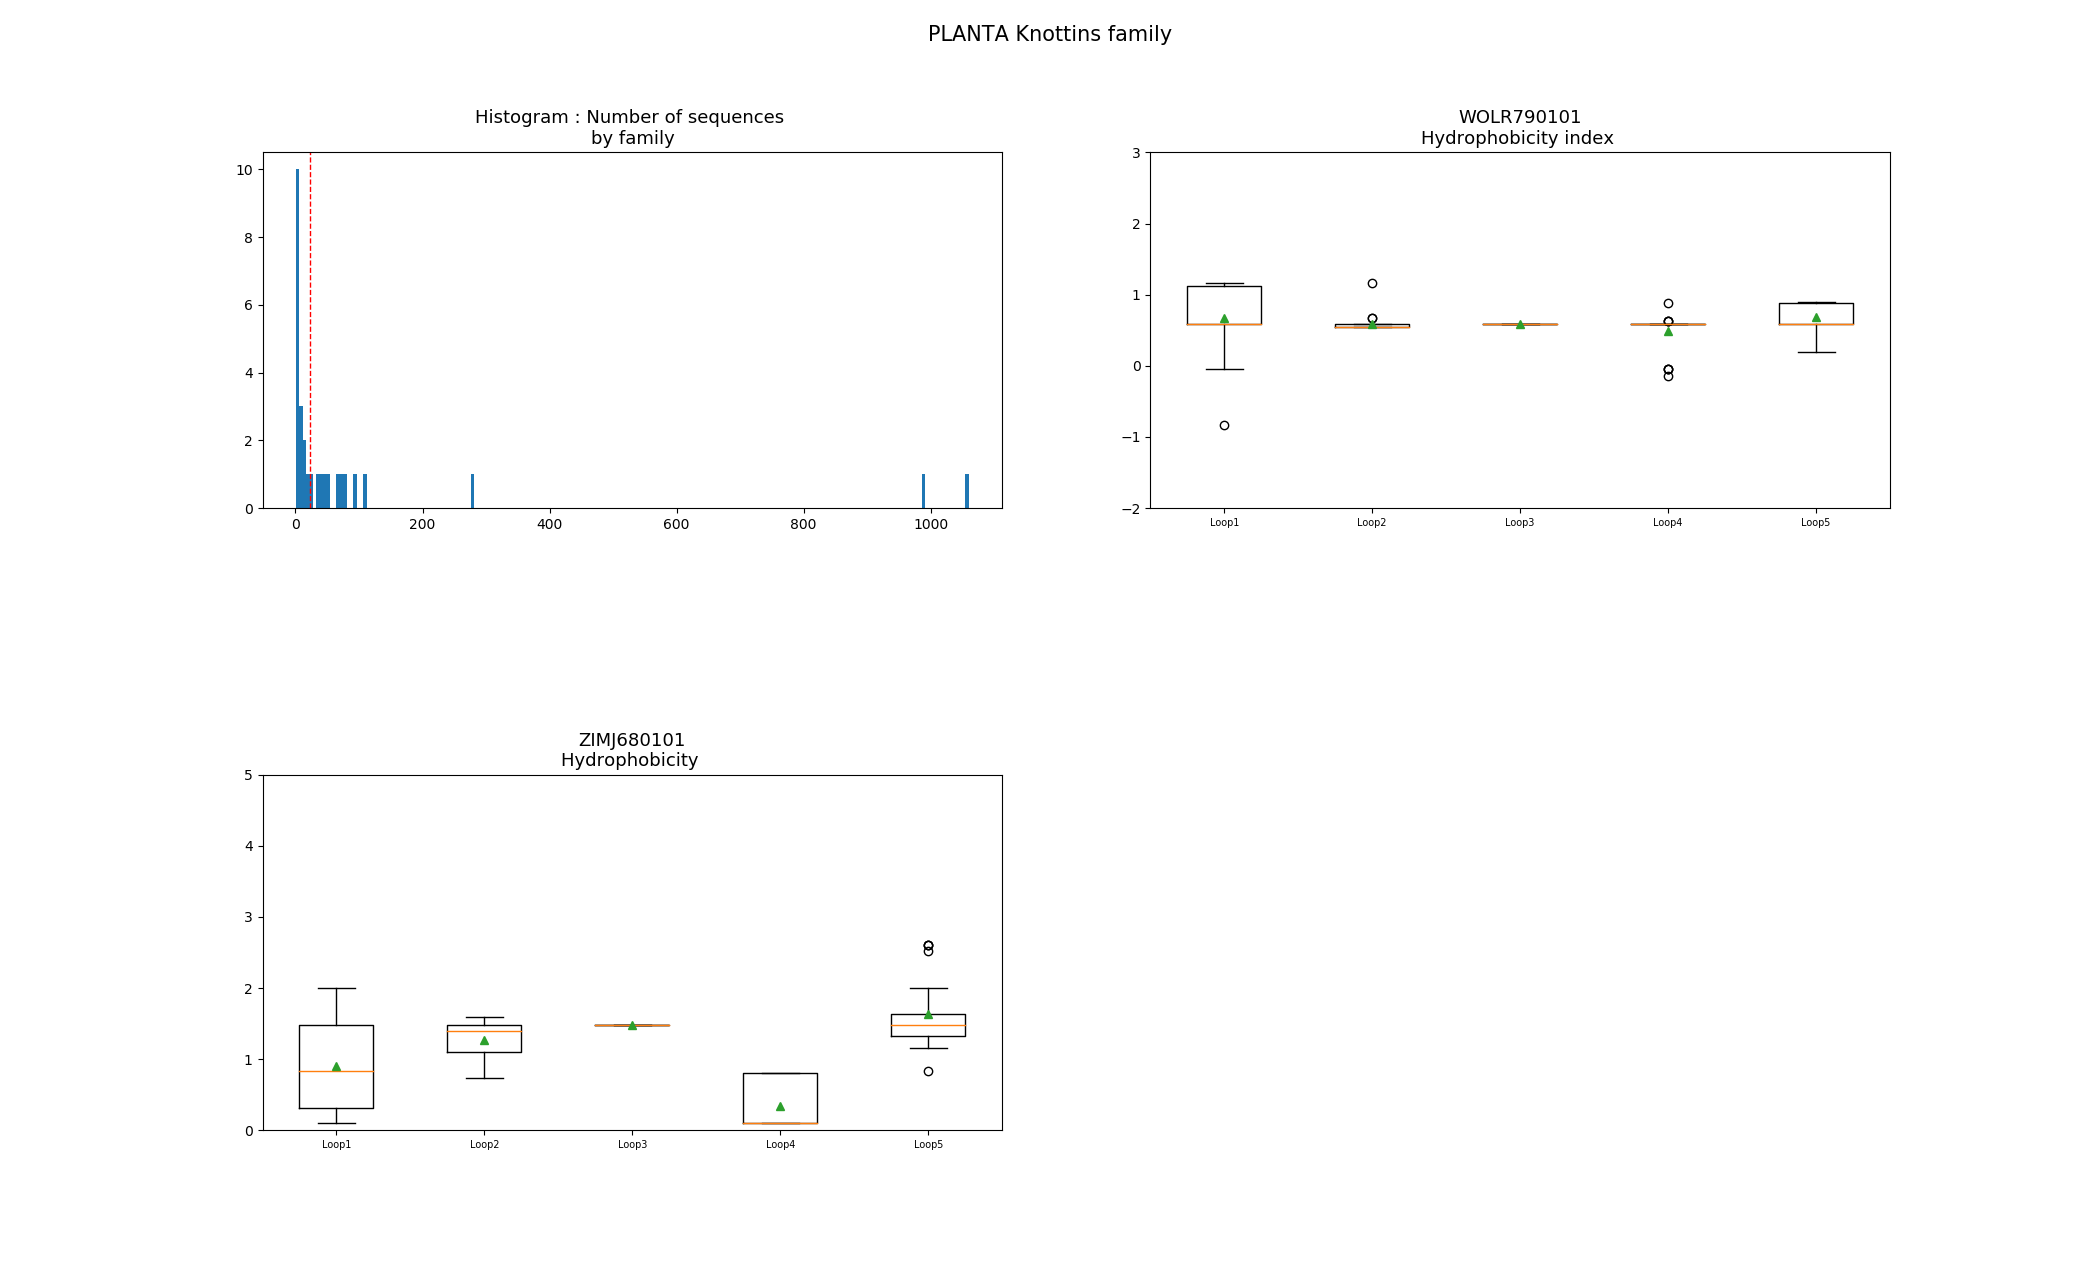 PLANTA Knottins family
Histogram : Number of sequences
by family
10
8
6
4
2
0
0 200 400 600 800 1000
WOLR790101
Hydrophobicity index
3
2
1
0
−1
−2
Loop1 Loop2 Loop3 Loop4 Loop5
ZIMJ680101
Hydrophobicity
5
4
3
2
1
0
Loop1 Loop2 Loop3 Loop4 Loop5